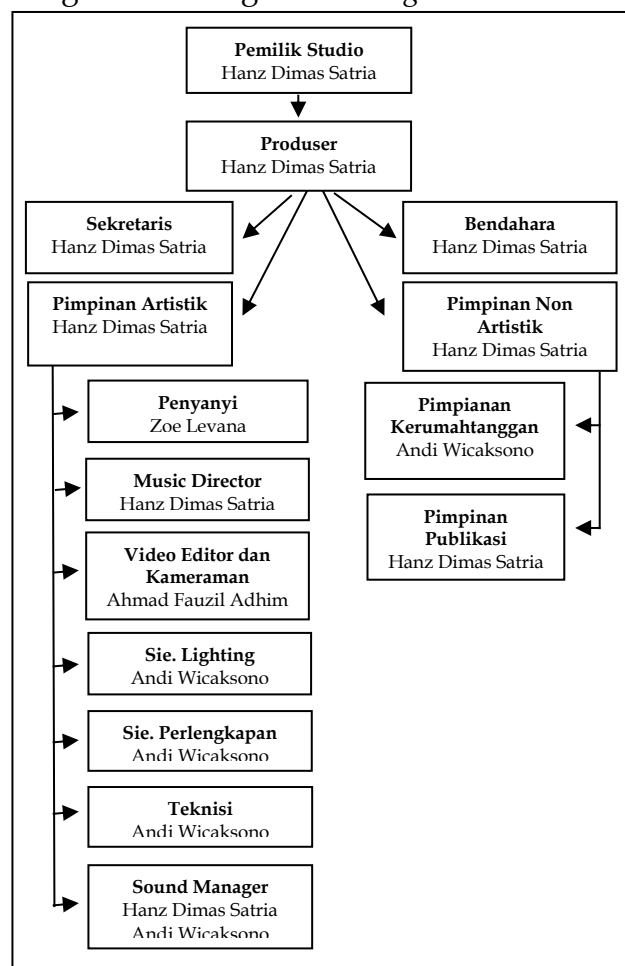 Pemilik Studio
Hanz Dimas Satria
Produser
Hanz Dimas Satria
Sekretaris
Hanz Dimas Satria
Bendahara
Hanz Dimas Satria
Pimpinan Artistik
Hanz Dimas Satria
Pimpinan Non
Artistik
Hanz Dimas Satria
Penyanyi
Zoe Levana
Music Director
Hanz Dimas Satria
Video Editor dan
Kameraman
Ahmad Fauzil Adhim
Sie. Lighting
Andi Wicaksono
Sie. Perlengkapan
Andi Wicaksono
Teknisi
Andi Wicaksono
Sound Manager
Hanz Dimas Satria
Andi Wicaksono
Pimpianan
Kerumahtanggan
Andi Wicaksono
Pimpinan
Publikasi
Hanz Dimas Satria